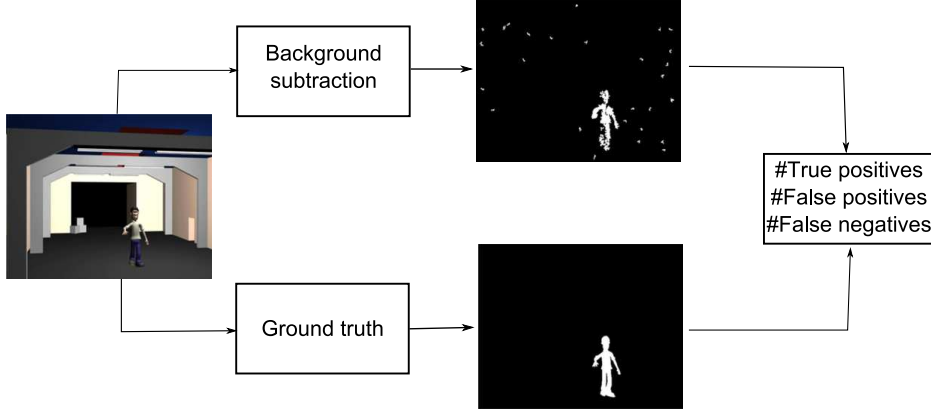 Background
subtraction
#True positives
#False positives
#False negatives
Ground truth